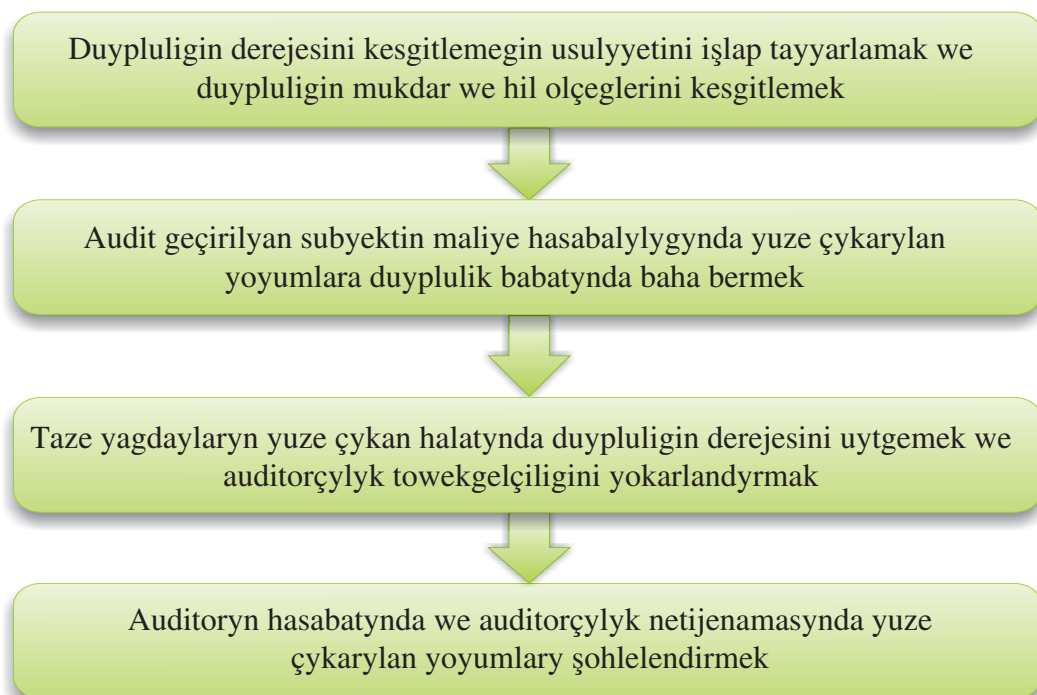 Duypluligin derejesini kesgitlemegin usulyyetini işlap tayyarlamak we
duypluligin mukdar we hil olçeglerini kesgitlemek
Audit geçirilyan subyektin maliye hasabalylygynda yuze çykarylan
yoyumlara duyplulik babatynda baha bermek
Taze yagdaylaryn yuze çykan halatynda duypluligin derejesini uytgemek we
auditorçylyk towekgelçiligini yokarlandyrmak
Auditoryn hasabatynda we auditorçylyk netijenamasynda yuze
çykarylan yoyumlary şohlelendirmek